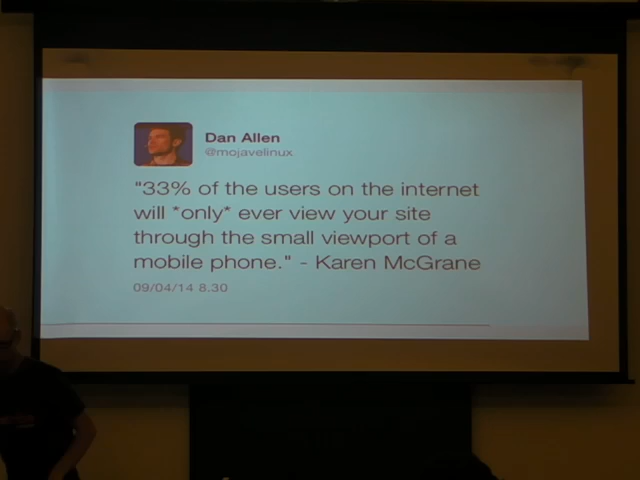 Dan Allen
@mojavelinux
"33% of the users on the internet
will *only* ever view your site
through the small viewport of a
mobile phone." - Karen McGrane
09/04/14 8.30